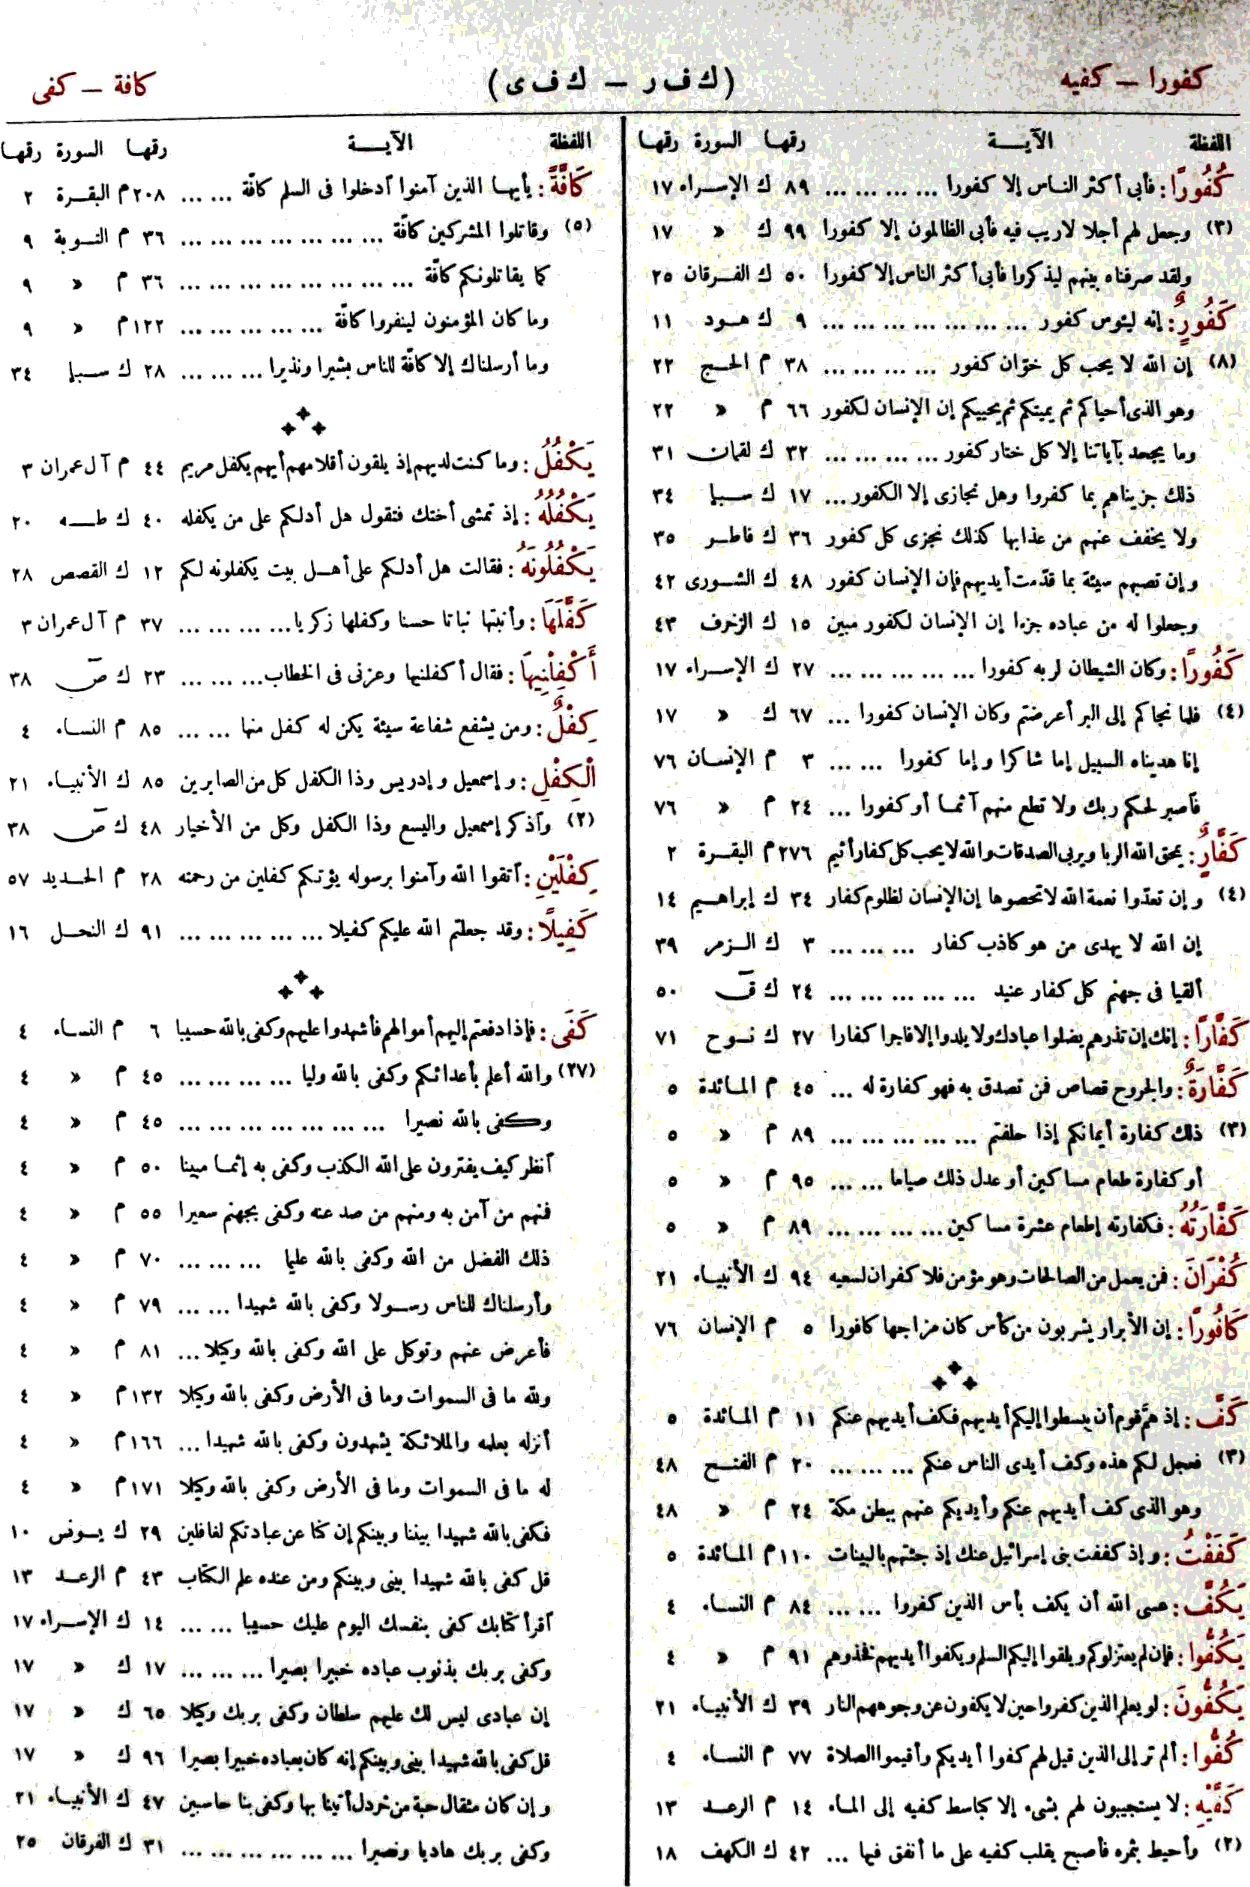 كفورا – كفيه
(ك ف ر – ك ف ى)
كافة – كفى
اللفظة الآيــة رقمها السورة رقمها
كُفُورًا: فأبى أكثر الناس إلا كفورا ... ... ... ... ٨٩ ك الإسراء ١٧
(٣) وجعل لهم أجلا لا ريب فيه فأبى الظالمون إلا كفورا ٩٩ ك » ١٧
ولقد صرفناه بينهم ليذكروا فأبى أكثر الناس إلا كفورا ٥٠ ك الفرقان ٢٥
كَفُورٌ: إنه ليئوس كفور ... ... ... ... ... ... ... ٩ ك هود ١١
(٨) إن الله لا يحب كل خوّان كفور ... ... ... ... ٣٨ م الحج ٢٢
وهو الذى أحياكم ثم يميتكم ثم يحييكم إن الإنسان لكفور ٦٦ م » ٢٢
وما يجحد بآياتنا إلا كل ختار كفور ... ... ... ... ٣٢ ك لقمان ٣١
ذلك جزيناهم بما كفروا وهل نجازى إلا الكفور ... ١٧ ك سبإ ٣٤
ولا يخفف عنهم من عذابها كذلك نجزى كل كفور ٣٦ ك فاطر ٣٥
وإن تصبهم سيئة بما قدّمت أيديهم فإن الإنسان كفور ٤٨ ك الشورى ٤٢
وجعلوا له من عباده جزءا إن الإنسان لكفور مبين ١٥ ك الزخرف ٤٣
كَفُورًا: وكان الشيطان لربه كفورا ... ... ... ... ... ٢٧ ك الإسراء ١٧
(٤) فلما نجاكم إلى البر أعرضتم وكان الإنسان كفورا ... ٦٧ ك » ١٧
إنا هديناه السبيل إما شاكرا وإما كفورا ... ... ٣ م الإنسان ٧٦
فآصبر لحكم ربك ولا تطع منهم آثما أو كفورا ... ٢٤ م » ٧٦
كَفَّارٍ: يمحق الله الربا ويربى الصدقات والله لا يحب كل كفار أثيم ٢٧٦ م البقرة ٢
(٤) وإن تعدّوا نعمة الله لا تحصوها إن الإنسان لظلوم كفار ٣٤ ك إبراهيم ١٤
إن الله لا يهدى من هو كاذب كفار ... ... ... ٣ ك الزمر ٣٩
ألقيا فى جهنم كل كفار عنيد ... ... ... ... ... ٢٤ ك قٓ ٥٠
كَفَّارًا: إنك إن تذرهم يضلوا عبادك ولا يلدوا إلا فاجرا كفارا ٢٧ ك نوح ٧١
كَفَّارَةٌ: والجروح قصاص فمن تصدق به فهو كفارة له ... ٤٥ م المائدة ٥
(٣) ذلك كفارة أيمانكم إذا حلفتم ... ... ... ... ... ٨٩ م » ٥
أو كفارة طعام مساكين أو عدل ذلك صياما ... ... ٩٥ م » ٥
كَفَّارَتُهُ: فكفارته إطعام عشرة مساكين ... ... ... ... ٨٩ م » ٥
كُفْرَانَ: فمن يعمل من الصالحات وهو مؤمن فلا كفران لسعيه ٩٤ ك الأنبياء ٢١
كَافُورًا: إن الأبرار يشربون من كأس كان مزاجها كافورا ٥ م الإنسان ٧٦
كَفَّ: إذ همّ قوم أن يبسطوا إليكم أيديهم فكف أيديهم عنكم ١١ م المائدة ٥
(٣) فعجل لكم هذه وكف أيدى الناس عنكم ... ... ... ٢٠ م الفتح ٤٨
وهو الذى كف أيديهم عنكم وأيديكم عنهم ببطن مكة ٢٤ م » ٤٨
كَفَفْتُ: وإذ كففت بنى إسرائيل عنك إذ جئتهم بالبينات ١١٠ م المائدة ٥
يَكُفَّ: عسى الله أن يكف بأس الذين كفروا ... ... ٨٤ م النساء ٤
يَكُفُّوا: فإن لم يعتزلوكم ويلقوا إليكم السلم ويكفوا أيديهم فخذوهم ٩١ م » ٤
يَكُفُّونَ: لو يعلم الذين كفروا حين لا يكفون عن وجوههم النار ٣٩ ك الأنبياء ٢١
كُفُّوا: ألم تر إلى الذين قيل لهم كفوا أيديكم وأقيموا الصلاة ٧٧ م النساء ٤
كَفَّيْهِ: لا يستجيبون لهم بشىء إلا كباسط كفيه إلى الماء ١٤ م الرعد ١٣
(٢) وأحيط بثمره فأصبح يقلب كفيه على ما أنفق فيها ... ٤٢ ك الكهف ١٨
اللفظة الآيــة رقمها السورة رقمها
كَافَّةً: يأيها الذين آمنوا آدخلوا فى السلم كافّة ... ... ٢٠٨ م البقرة ٢
(٥) وقاتلوا المشركين كافّة ... ... ... ... ... ... ... ٣٦ م التوبة ٩
كما يقاتلونكم كافّة ... ... ... ... ... ... ... ... ٣٦ م » ٩
وما كان المؤمنون لينفروا كافّة ... ... ... ... ... ١٢٢ م » ٩
وما أرسلناك إلا كافّة للناس بشيرا ونذيرا ... ... ... ٢٨ ك سبإ ٣٤
يَكْفُلُ: وما كنت لديهم إذ يلقون أقلامهم أيهم يكفل مريم ٤٤ م آل عمران ٣
يَكْفُلُهُ: إذ تمشى أختك فتقول هل أدلكم على من يكفله ٤٠ ك طــه ٢٠
يَكْفُلُونَهُ: فقالت هل أدلكم على أهل بيت يكفلونه لكم ١٢ ك القصص ٢٨
كَفَّلَهَا: وأنبتها نباتا حسنا وكفلها زكريا ... ... ... ... ٣٧ م آل عمران ٣
أَكْفِلْنِيهَا: فقال أكفلنيها وعزنى فى الخطاب ... ... ... ٢٣ ك صٓ ٣٨
كِفْلٌ: ومن يشفع شفاعة سيئة يكن له كفل منها ... ... ٨٥ م النساء ٤
الْكِفْلِ: وإسمعيل وإدريس وذا الكفل كل من الصابرين ٨٥ ك الأنبياء ٢١
(٢) وآذكر إسمعيل واليسع وذا الكفل وكل من الأخيار ٤٨ ك صٓ ٣٨
كِفْلَيْنِ: آتقوا الله وآمنوا برسوله يؤتكم كفلين من رحمته ٢٨ م الحديد ٥٧
كَفِيلًا: وقد جعلتم الله عليكم كفيلا ... ... ... ... ... ٩١ ك النحل ١٦
كَفَى: فإذا دفعتم إليهم أموالهم فأشهدوا عليهم وكفى بالله حسيبا ٦ م النساء ٤
(٢٧) والله أعلم بأعدائكم وكفى بالله وليا ... ... ... ... ٤٥ م » ٤
وكفى بالله نصيرا ... ... ... ... ... ... ... ٤٥ م » ٤
آنظر كيف يفترون على الله الكذب وكفى به إثما مبينا ٥٠ م » ٤
فمنهم من آمن به ومنهم من صد عنه وكفى بجهنم سعيرا ٥٥ م » ٤
ذلك الفضل من الله وكفى بالله عليما ... ... ... ٧٠ م » ٤
وأرسلناك للناس رسولا وكفى بالله شهيدا ... ... ٧٩ م » ٤
فأعرض عنهم وتوكل على الله وكفى بالله وكيلا ... ٨١ م » ٤
ولله ما فى السموات وما فى الأرض وكفى بالله وكيلا ١٣٢ م » ٤
أنزله بعلمه والملائكة يشهدون وكفى بالله شهيدا ... ١٦٦ م » ٤
له ما فى السموات وما فى الأرض وكفى بالله وكيلا ١٧١ م » ٤
فكفى بالله شهيدا بيننا وبينكم إن كنا عن عبادتكم لغافلين ٢٩ ك يونس ١٠
قل كفى بالله شهيدا بينى وبينكم ومن عنده علم الكتاب ٤٣ م الرعد ١٣
آقرأ كتابك كفى بنفسك اليوم عليك حسيبا ... ... ١٤ ك الإسراء ١٧
وكفى بربك بذنوب عباده خبيرا بصيرا ... ... ... ١٧ ك » ١٧
إن عبادى ليس لك عليهم سلطان وكفى بربك وكيلا ٦٥ ك » ١٧
قل كفى بالله شهيدا بينى وبينكم إنه كان بعباده خبيرا بصيرا ٩٦ ك » ١٧
وإن كان مثقال حبة من خردل أتينا بها وكفى بنا حاسبين ٤٧ ك الأنبياء ٢١
وكفى بربك هاديا ونصيرا ... ... ... ... ... ... ٣١ ك الفرقان ٢٥